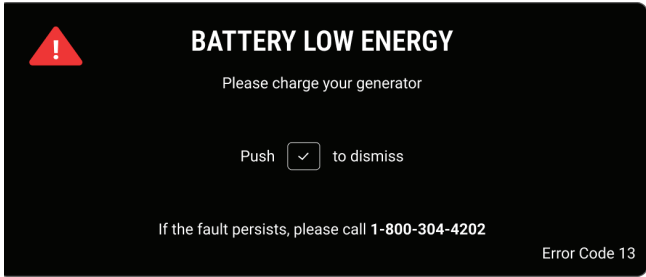 BATTERY LOW ENERGY
Please charge your generator
Push ✓ to dismiss
If the fault persists, please call 1-800-304-4202
Error Code 13